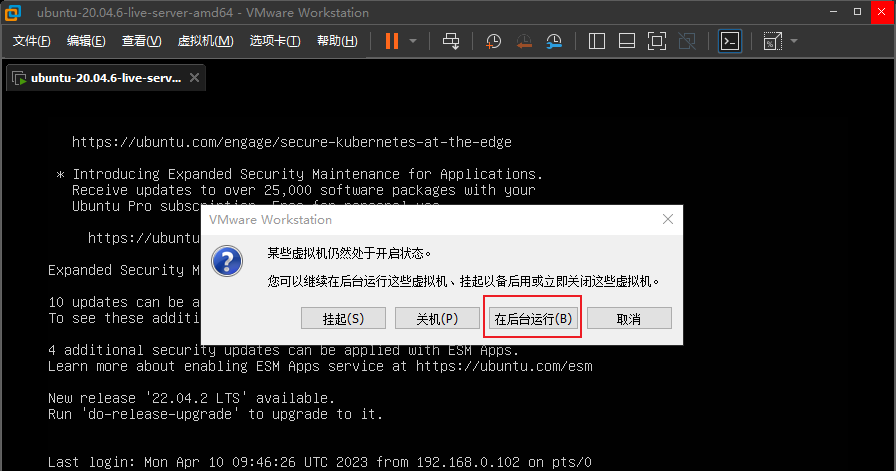 ubuntu-20.04.6-live-server-amd64 - VMware Workstation
文件(F) 编辑(E) 查看(V) 虚拟机(M) 选项卡(T) 帮助(H)
ubuntu-20.04.6-live-serv...
https://ubuntu.com/engage/secure-kubernetes-at-the-edge
* Introducing Expanded Security Maintenance for Applications.
Receive updates to over 25,000 software packages with your
Ubuntu Pro subscription. Free for personal use.
https://ubuntu
Expanded Security M
10 updates can be a
To see these additi
VMware Workstation
某些虚拟机仍然处于开启状态。
您可以继续在后台运行这些虚拟机、挂起以备后用或立即关闭这些虚拟机。
挂起(S) 关机(P) 在后台运行(B) 取消
4 additional security updates can be applied with ESM Apps.
Learn more about enabling ESM Apps service at https://ubuntu.com/esm
New release '22.04.2 LTS' available.
Run 'do-release-upgrade' to upgrade to it.
Last login: Mon Apr 10 09:46:26 UTC 2023 from 192.168.0.102 on pts/0